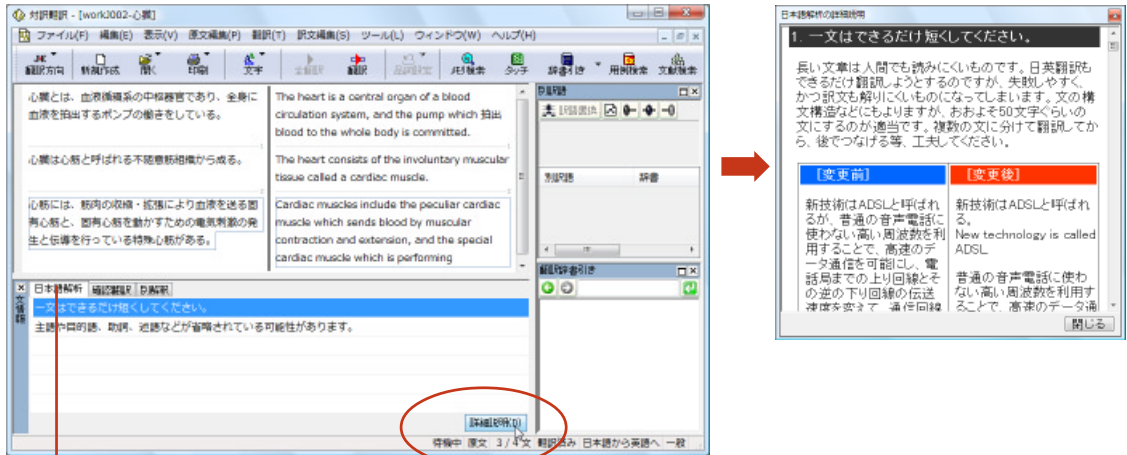 対訳翻訳 - [work1002-心臓]
ファイル(F) 編集(E) 表示(V) 原文編集(P) 翻訳(T) 訳文編集(S) ツール(L) ウィンドウ(W) ヘルプ(H)
翻訳方向 新規作成 開く 印刷 文字 全翻訳 翻訳 品詞設定 用例検索 タッチ 辞書引き 用例検索 文献検索
心臓とは、血液循環系の中枢器官であり、全身に
血液を拍出するポンプの働きをしている。
The heart is a central organ of a blood
circulation system, and the pump which 拍出
blood to the whole body is committed.
心臓は心筋と呼ばれる不随意筋組織から成る。
The heart consists of the involuntary muscular
tissue called a cardiac muscle.
心筋には、筋肉の収縮・拡張により血液を送る固
有心筋と、固有心筋を動かすための電気刺激の発
生と伝導を行っている特殊心筋がある。
Cardiac muscles include the peculiar cardiac
muscle which sends blood by muscular
contraction and extension, and the special
cardiac muscle which is performing
別訳語
訳語置換
別訳語 辞書
翻訳辞書引き
文情報
日本語解析 確認翻訳 別解釈
一文はできるだけ短くしてください。
主語や目的語、助詞、述語などが省略されている可能性があります。
詳細説明(D)
待機中 原文 3 / 4 文 翻訳済み 日本語から英語へ 一般
日本語解析の詳細説明
1. 一文はできるだけ短くしてください。
長い文章は人間でも読みにくいものです。日英翻訳も
できるだけ翻訳しようとするのですが、失敗しやすく、
かつ訳文も解りにくいものになってしまいます。文の構
文構造などにもよりますが、おおよそ50文字ぐらいの
文にするのが適当です。複数の文に分けて翻訳してか
ら、後でつなげる等、工夫してください。
［変更前］
新技術はADSLと呼ばれ
るが、普通の音声電話に
使わない高い周波数を利
用することで、高速のデ
ータ通信を可能にし、電
話局までの上り回線とそ
の逆の下り回線の伝送
速度を変えて、通信回線
［変更後］
新技術はADSLと呼ばれ
る。
New technology is called
ADSL.
普通の音声電話に使わ
ない高い周波数を利用す
ることで、高速のデータ通
閉じる